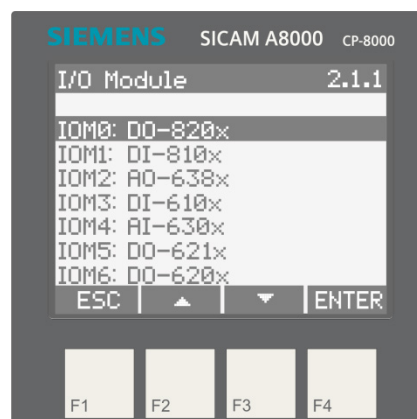 SIEMENS SICAM A8000 CP-8000
I/O Module 2.1.1
IOM0: DO-820x
IOM1: DI-810x
IOM2: AO-638x
IOM3: DI-610x
IOM4: AI-630x
IOM5: DO-621x
IOM6: DO-620x
ESC ▲ ▼ ENTER
F1 F2 F3 F4